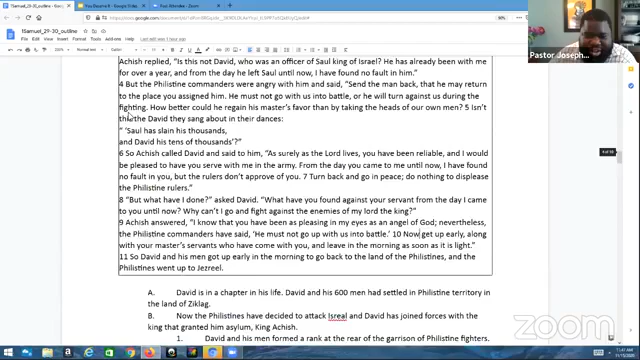 1Samuel_29-30_outline
Pastor Joseph...
Achish replied, "Is this not David, who was an officer of Saul king of Israel? He has already been with me
for over a year, and from the day he left Saul until now, I have found no fault in him."
4 But the Philistine commanders were angry with him and said, "Send the man back, that he may return
to the place you assigned him. He must not go with us into battle, or he will turn against us during the
fighting. How better could he regain his master's favor than by taking the heads of our own men? 5 Isn't
this the David they sang about in their dances:
" 'Saul has slain his thousands,
and David his tens of thousands'?"
6 So Achish called David and said to him, "As surely as the Lord lives, you have been reliable, and I would
be pleased to have you serve with me in the army. From the day you came to me until now, I have found
no fault in you, but the rulers don't approve of you. 7 Turn back and go in peace; do nothing to displease
the Philistine rulers."
8 "But what have I done?" asked David. "What have you found against your servant from the day I came
to you until now? Why can't I go and fight against the enemies of my lord the king?"
9 Achish answered, "I know that you have been as pleasing in my eyes as an angel of God; nevertheless,
the Philistine commanders have said, 'He must not go up with us into battle.' 10 Now get up early, along
with your master's servants who have come with you, and leave in the morning as soon as it is light."
11 So David and his men got up early in the morning to go back to the land of the Philistines, and the
Philistines went up to Jezreel.
A. David is in a chapter in his life. David and his 600 men had settled in Philistine territory in
the land of Ziklag.
B. Now the Philistines have decided to attack Isreal and David has joined forces with the
king that granted him asylum, King Achish.
1. David and his men formed a rank at the rear of the garrison of Philistine fighters.
zoom
11/15/2020